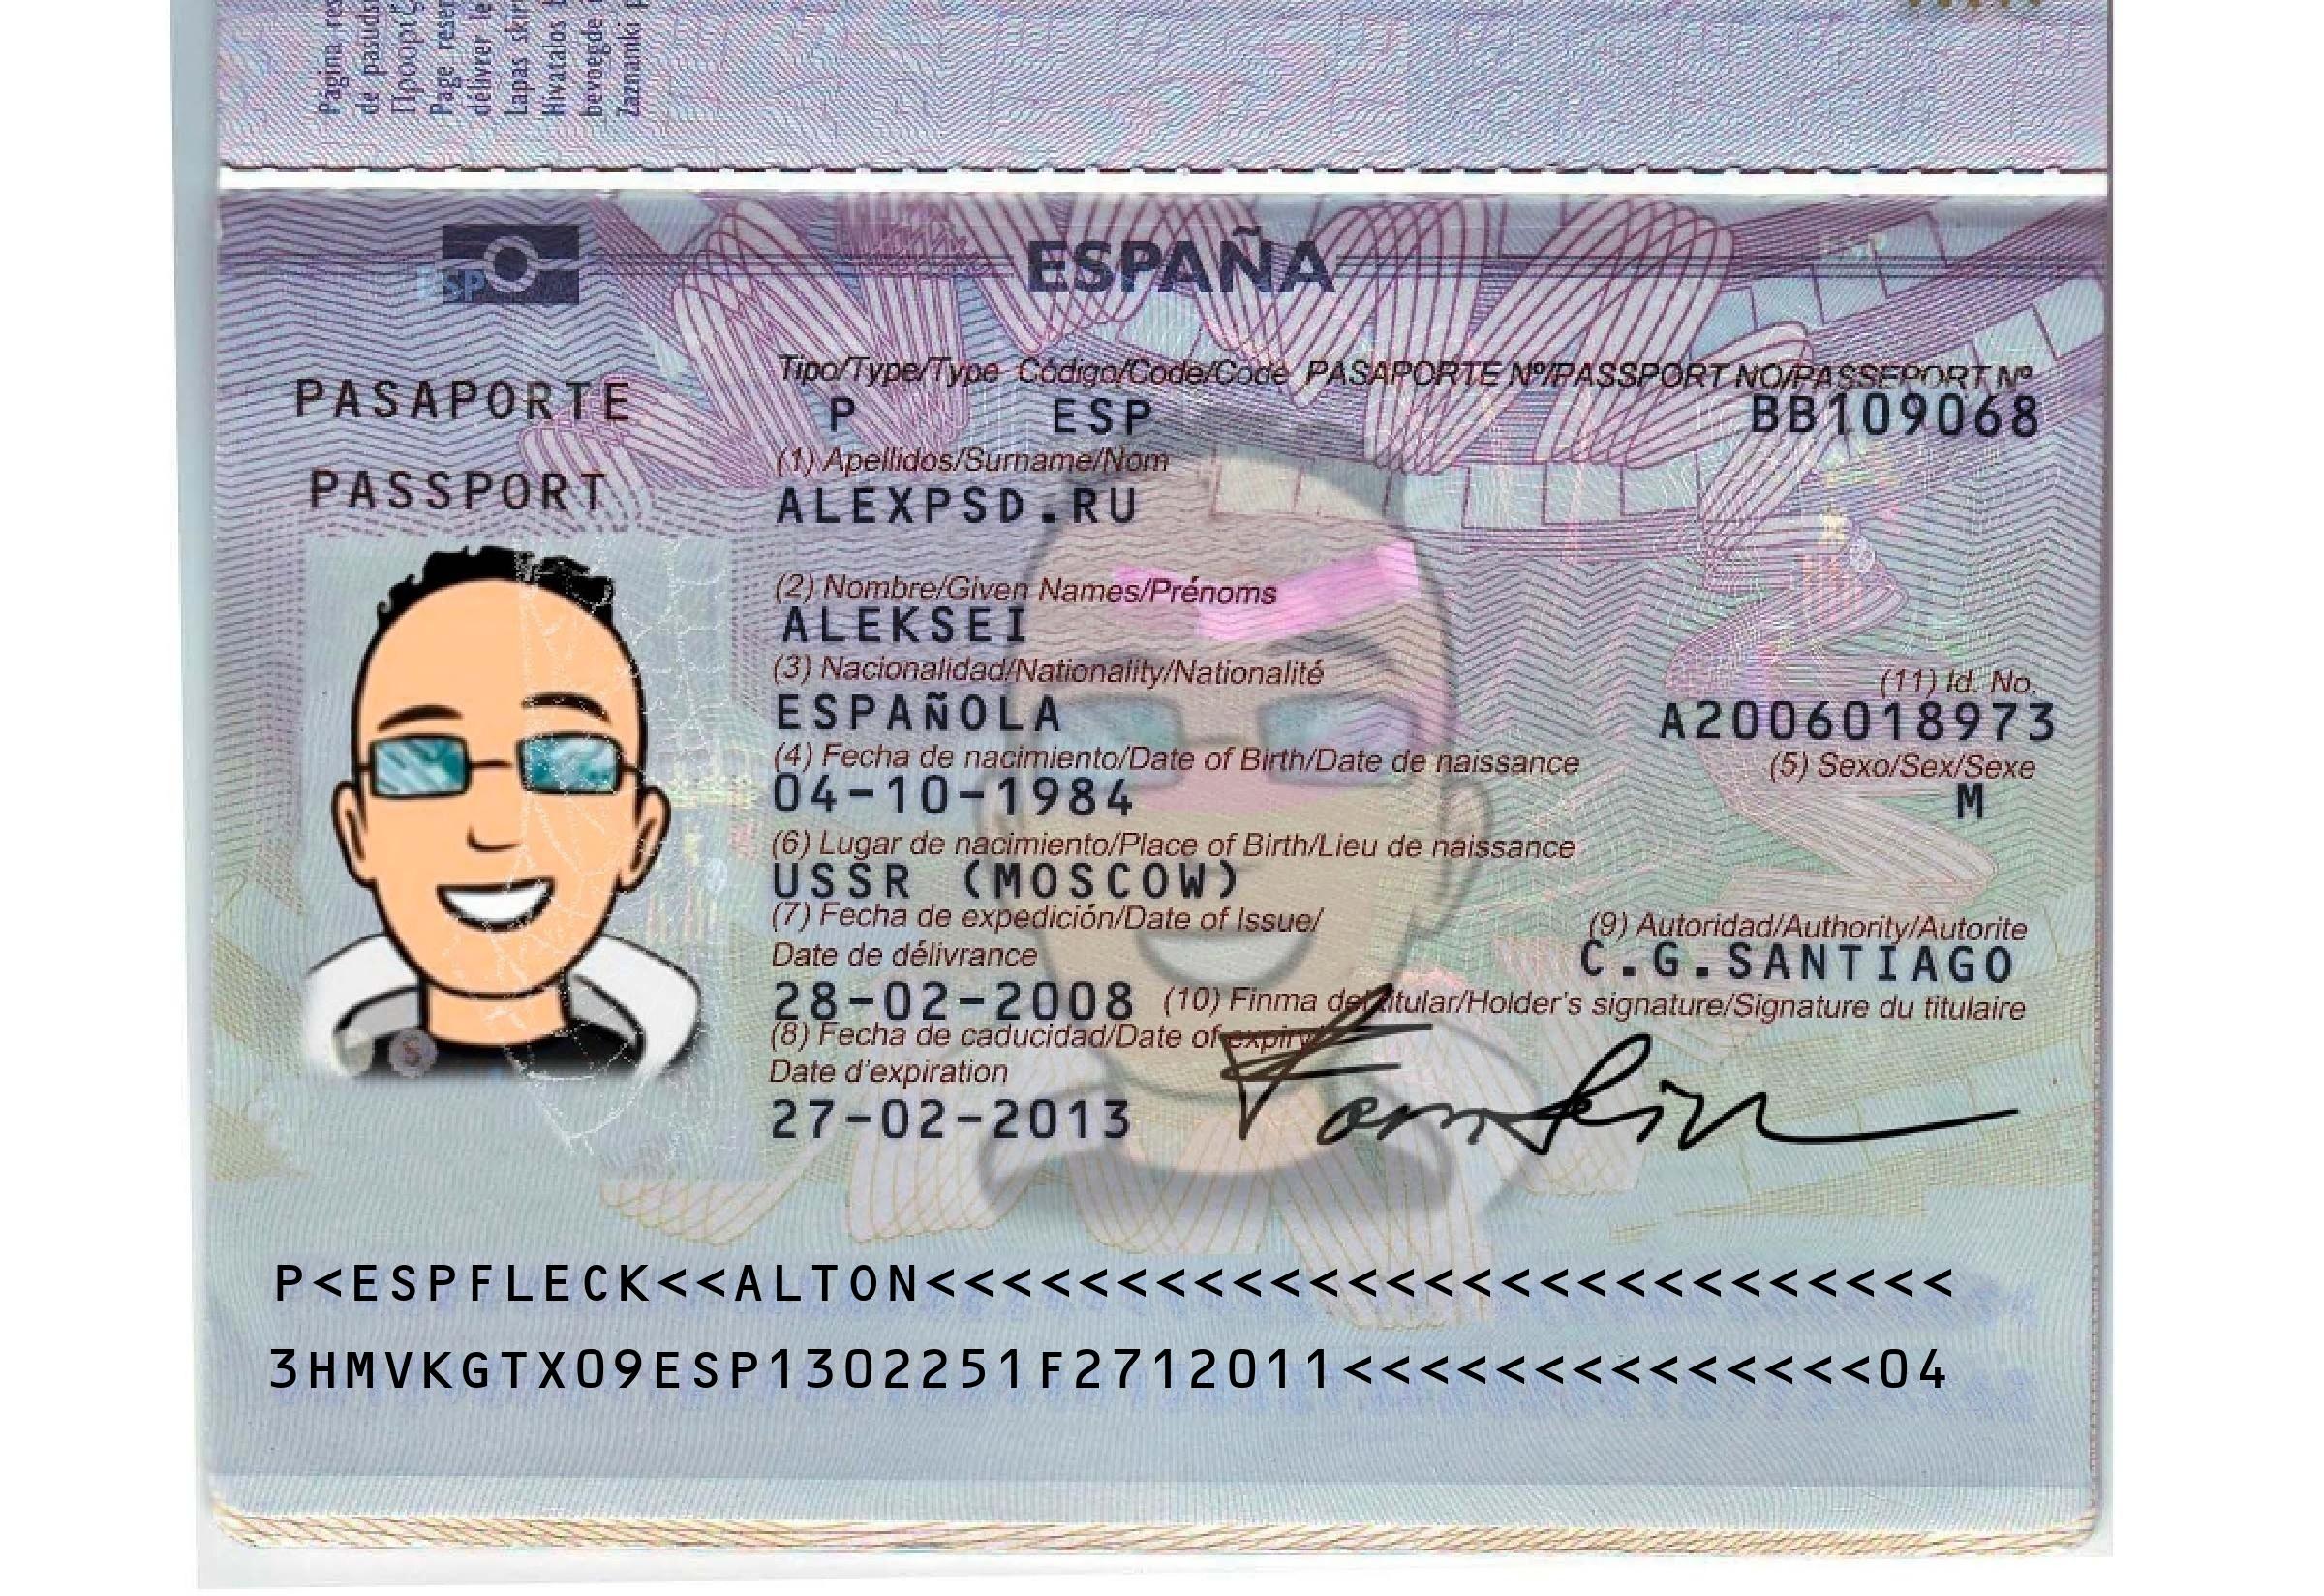 Página res
de pasudsr
Προορίζ
Page reser
déliver le
Lapas skir
Hivatalos b
bevoegde
Zaznamki p
ESP
ESPAÑA
PASAPORTE
PASSPORT
Tipo/Type/Type Código/Code/Code PASAPORTE Nº/PASSPORT NO/PASSEPORT Nº
P ESP BB109068
(1) Apellidos/Surname/Nom
ALEXPSD.RU
(2) Nombre/Given Names/Prénoms
ALEKSEI
(3) Nacionalidad/Nationality/Nationalité
(11) Id. No.
ESPAÑOLA
A2006018973
(4) Fecha de nacimiento/Date of Birth/Date de naissance
(5) Sexo/Sex/Sexe
04-10-1984
M
(6) Lugar de nacimiento/Place of Birth/Lieu de naissance
USSR (MOSCOW)
(7) Fecha de expedición/Date of Issue/
Date de délivrance
(9) Autoridad/Authority/Autorite
C.G.SANTIAGO
28-02-2008
(10) Finma del titular/Holder's signature/Signature du titulaire
(8) Fecha de caducidad/Date of expiry/
Date d'expiration
27-02-2013
P<ESPFLECK<<ALTON<<<<<<<<<<<<<<<<<<<<<<<<<<<
3HMVKGTX09ESP1302251F2712011<<<<<<<<<<<<<<04